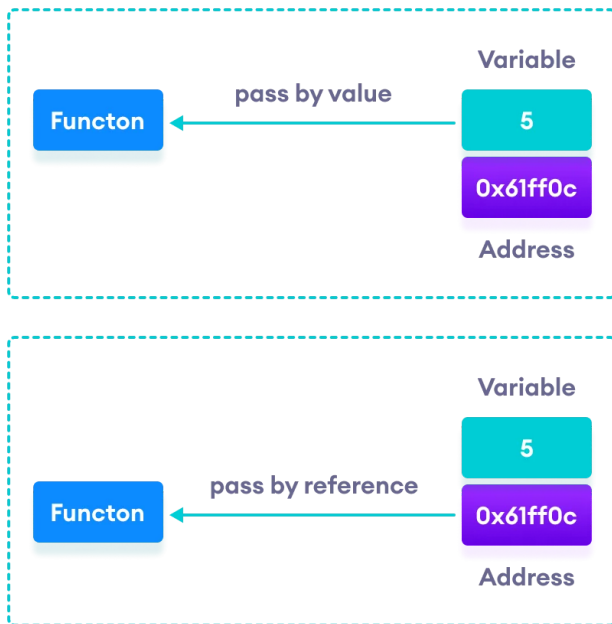 Variable
pass by value
Functon
5
0x61ff0c
Address
Variable
5
pass by reference
Functon
0x61ff0c
Address